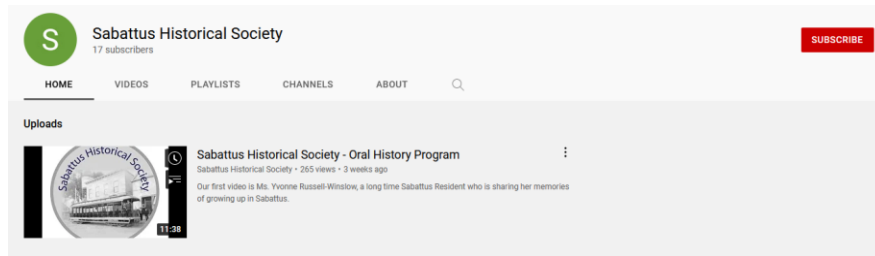 S
Sabattus Historical Society
17 subscribers
SUBSCRIBE
HOME VIDEOS PLAYLISTS CHANNELS ABOUT
Uploads
Sabattus Historical Society
11:38
Sabattus Historical Society - Oral History Program
Sabattus Historical Society • 265 views • 3 weeks ago
Our first video is Ms. Yvonne Russell-Winslow, a long time Sabattus Resident who is sharing her memories
of growing up in Sabattus.